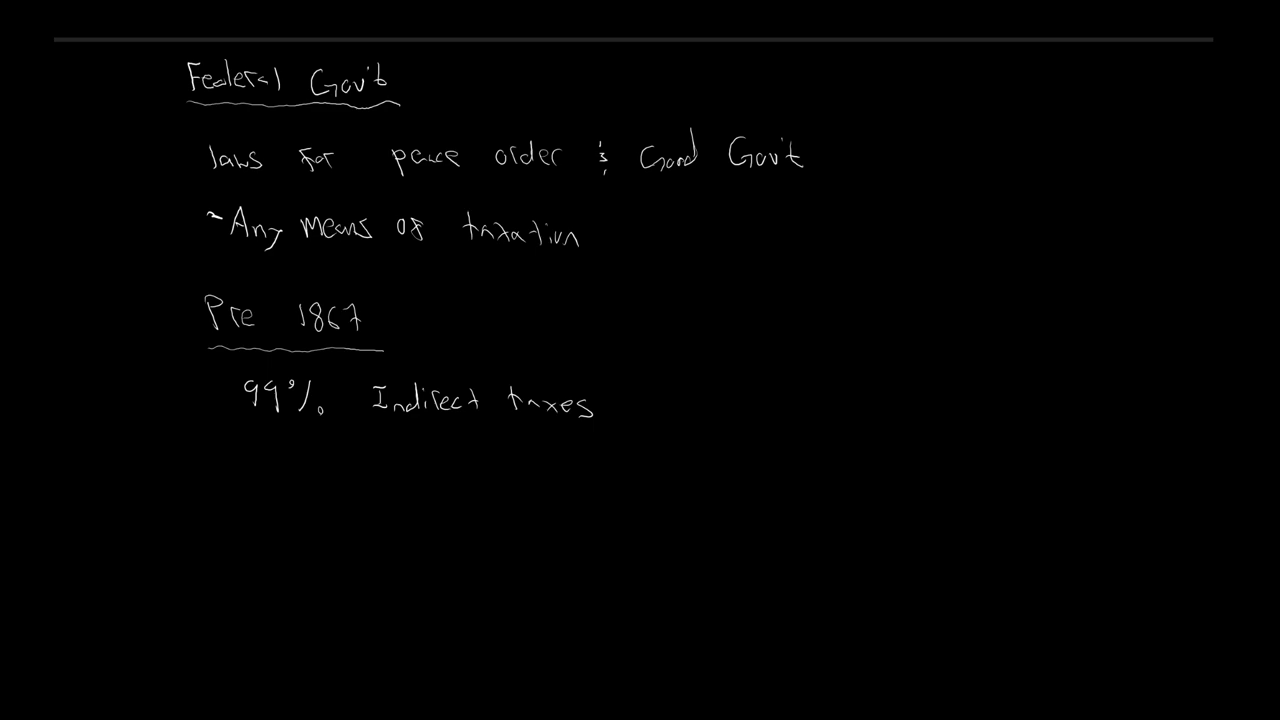 Federal Gov't
laws for peace order & Good Gov't
~ Any means of taxation
Pre 1867
99% Indirect taxes